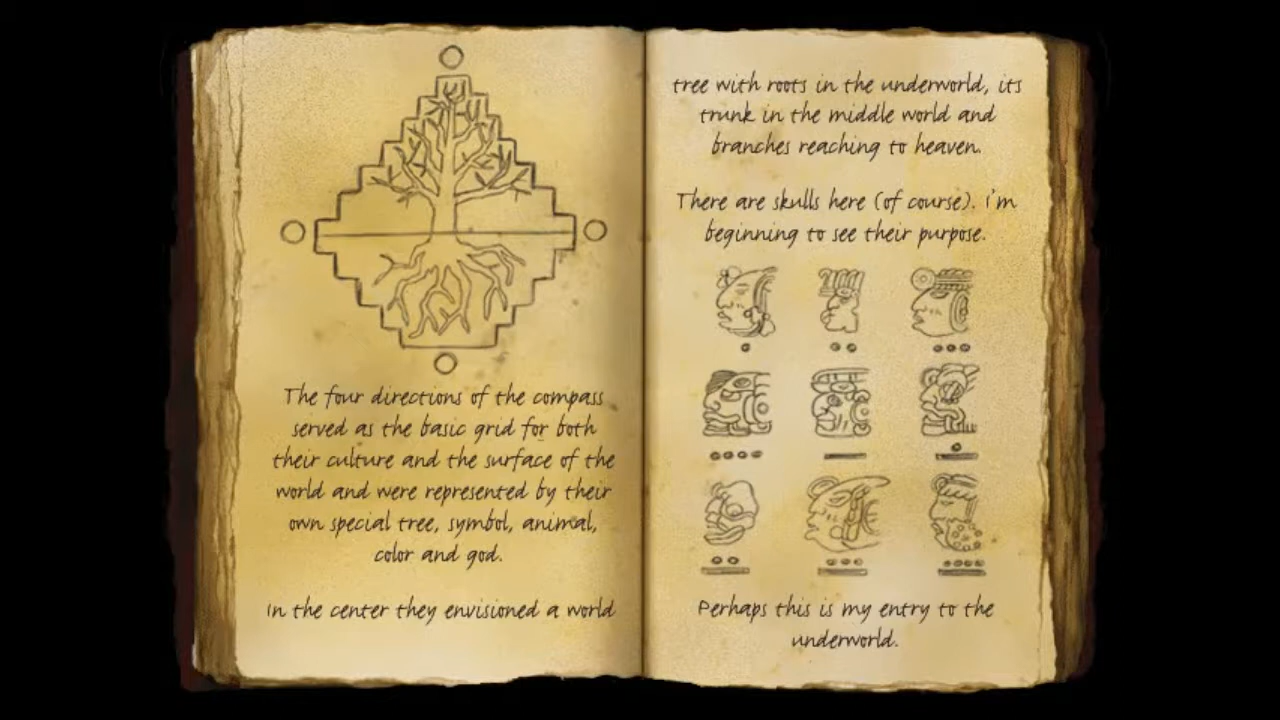 The four directions of the compass
served as the basic grid for both
their culture and the surface of the
world and were represented by their
own special tree, symbol, animal,
color and god.
In the center they envisioned a world
tree with roots in the underworld, its
trunk in the middle world and
branches reaching to heaven.
There are skulls here (of course). I'm
beginning to see their purpose.
Perhaps this is my entry to the
underworld.